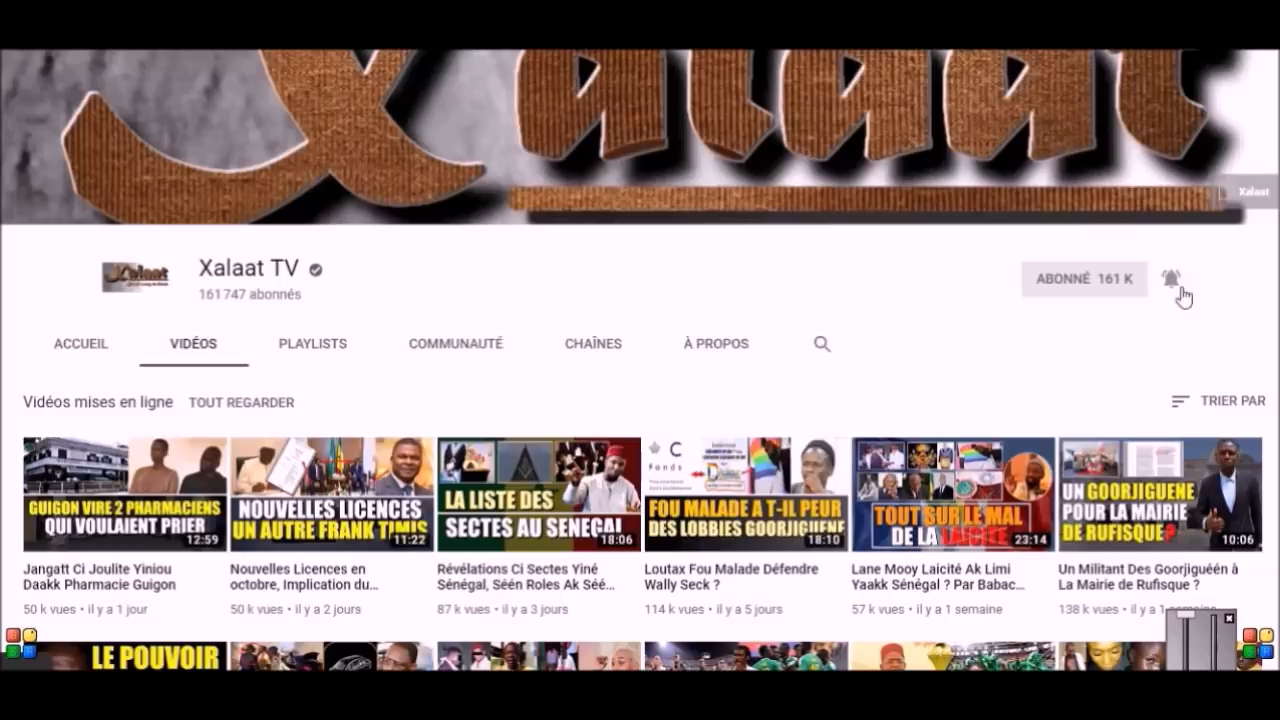 Xalaat
Xalaat
Xalaat TV
161 747 abonnés
ABONNÉ 161 K
ACCUEIL VIDÉOS PLAYLISTS COMMUNAUTÉ CHAÎNES À PROPOS
Vidéos mises en ligne TOUT REGARDER
TRIER PAR
GUIGON VIRE 2 PHARMACIENS
QUI VOULAIENT PRIER
12:59
Jangatt Ci Joulite Yiniou
Daakk Pharmacie Guigon
50 k vues • il y a 1 jour
NOUVELLES LICENCES
UN AUTRE FRANK TIMIS
11:22
Nouvelles Licences en
octobre, Implication du...
50 k vues • il y a 2 jours
LA LISTE DES
SECTES AU SENEGAL
18:06
Révélations Ci Sectes Yiné
Sénégal, Séén Roles Ak Séé...
87 k vues • il y a 3 jours
C
Fonds
FOU MALADE A T-IL PEUR
DES LOBBIES GOORJIGUENE
18:10
Loutax Fou Malade Défendre
Wally Seck ?
114 k vues • il y a 5 jours
TOUT SUR LE MAL
DE LA LAICITE
23:14
Lane Mooy Laicité Ak Limi
Yaakk Sénégal ? Par Babac...
57 k vues • il y a 1 semaine
UN GOORJIGUENE
POUR LA MAIRIE
DE RUFISQUE?
10:06
Un Militant Des Goorjiguéén à
La Mairie de Rufisque ?
138 k vues • il y a 1 semaine
LE POUVOIR